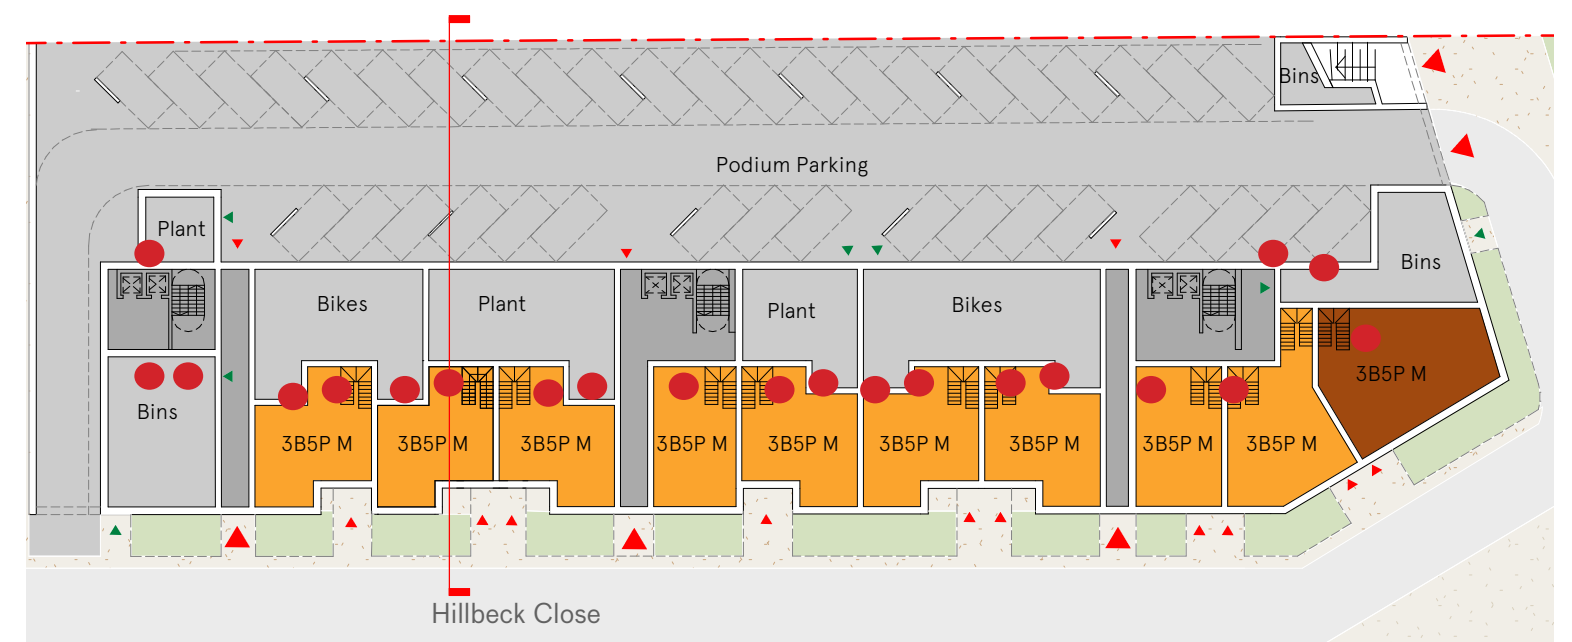 Bins
Podium Parking
Plant
Bins
Bikes
Plant
Plant
Bikes
3B5P M
Bins
3B5P M
3B5P M
3B5P M
3B5P M
3B5P M
3B5P M
3B5P M
3B5P M
3B5P M
Hillbeck Close